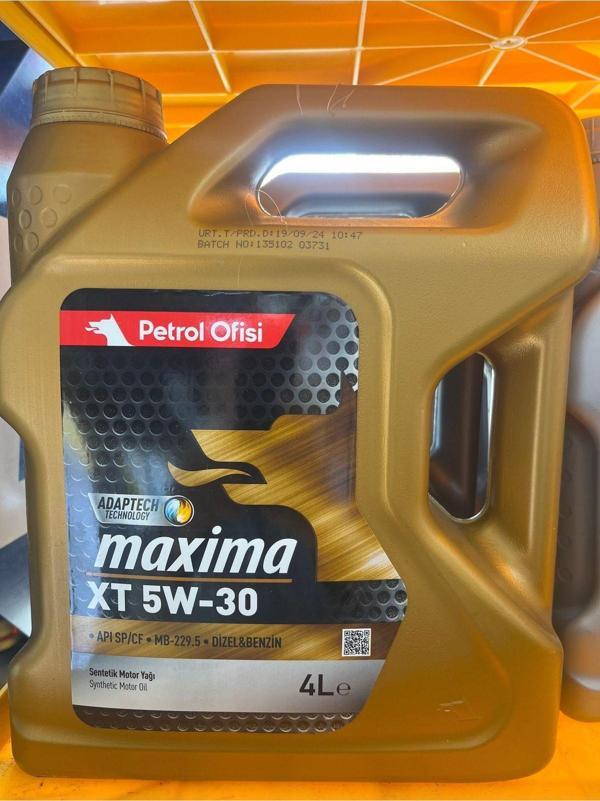 URT.T/PRD.D:19/09/24 10:47
BATCH NO:135102 03731
Petrol Ofisi
ADAPTECH
TECHNOLOGY
maxima
XT 5W-30
• API SP/CF • MB-229.5 • DİZEL&BENZİN
Sentetik Motor Yağı
Synthetic Motor Oil
4L℮